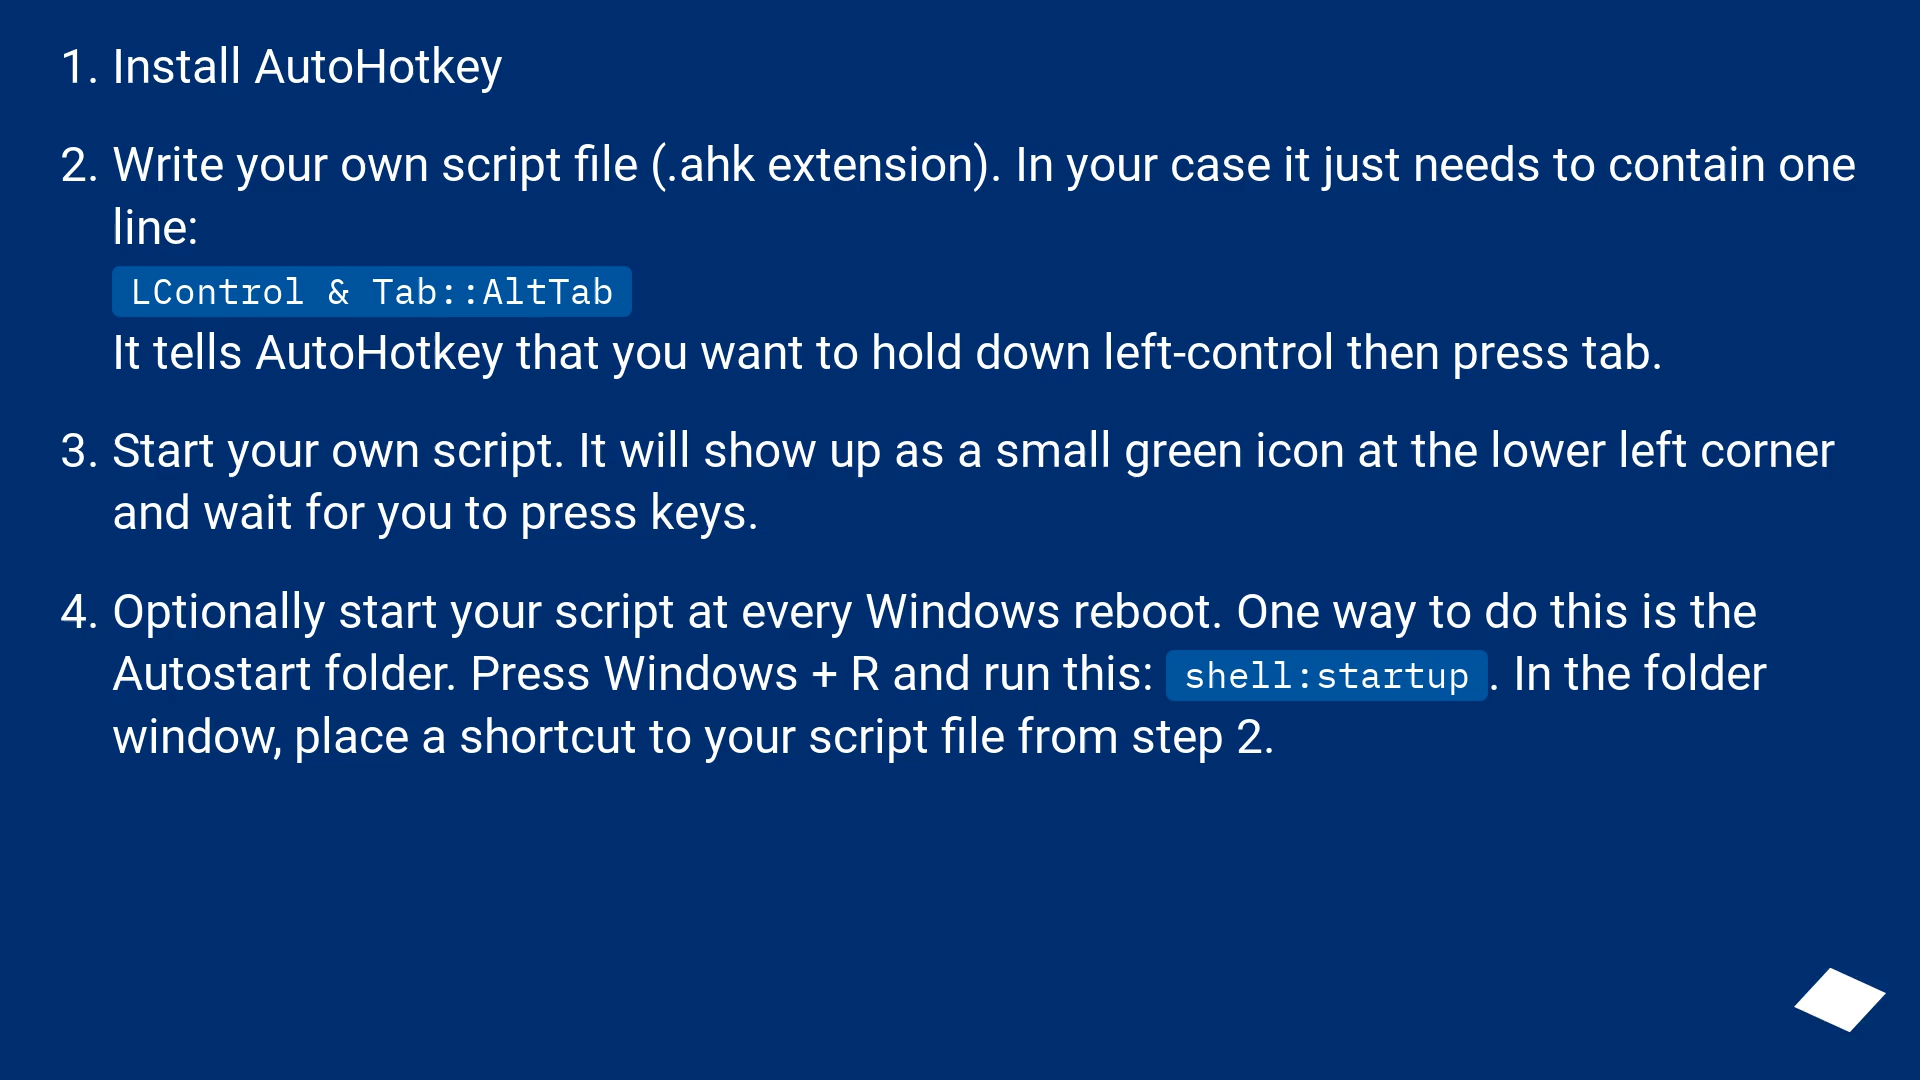 1. Install AutoHotkey
2. Write your own script file (.ahk extension). In your case it just needs to contain one
line:
LControl & Tab::AltTab
It tells AutoHotkey that you want to hold down left-control then press tab.
3. Start your own script. It will show up as a small green icon at the lower left corner
and wait for you to press keys.
4. Optionally start your script at every Windows reboot. One way to do this is the
Autostart folder. Press Windows + R and run this: shell:startup. In the folder
window, place a shortcut to your script file from step 2.